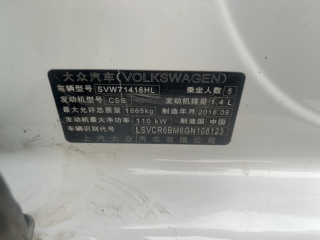 大众汽车(VOLKSWAGEN)
车辆型号 SVW71416HL 乘坐人数 5
发动机型号 CSS 发动机排量 1.4 L
最大允许总质量 1865kg 制造年月 2016.09
发动机最大净功率 110 kW 制造国 中国
车辆识别代号 LSVCR6BM6GN108123
上汽大众汽车有限公司